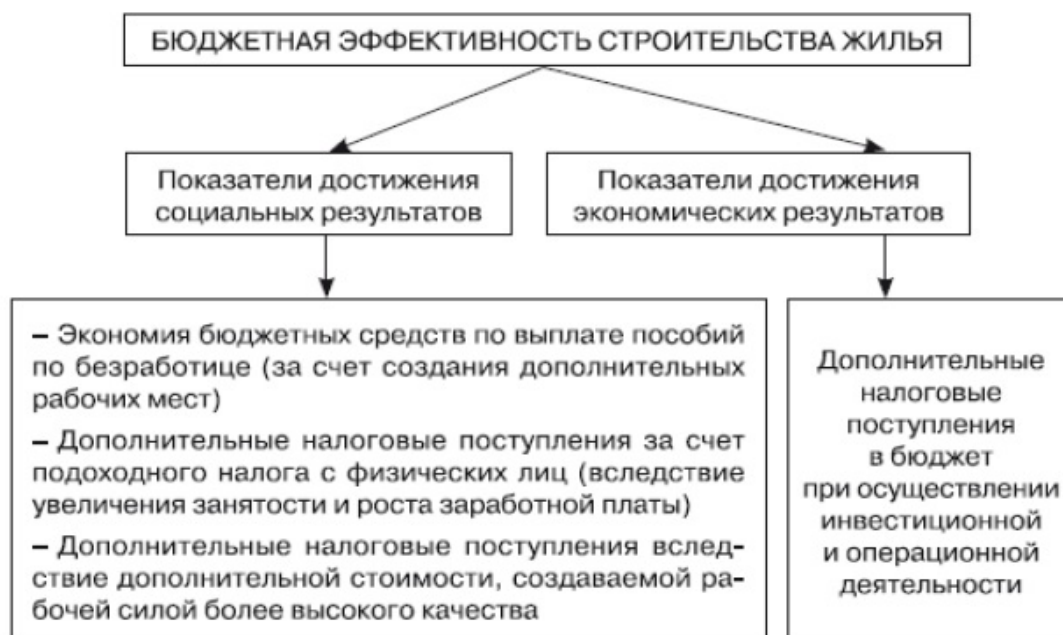 БЮДЖЕТНАЯ ЭФФЕКТИВНОСТЬ СТРОИТЕЛЬСТВА ЖИЛЬЯ
Показатели достижения
социальных результатов
Показатели достижения
экономических результатов
– Экономия бюджетных средств по выплате пособий
по безработице (за счет создания дополнительных
рабочих мест)
– Дополнительные налоговые поступления за счет
подоходного налога с физических лиц (вследствие
увеличения занятости и роста заработной платы)
– Дополнительные налоговые поступления вслед-
ствие дополнительной стоимости, создаваемой ра-
бочей силой более высокого качества
Дополнительные
налоговые
поступления
в бюджет
при осуществлении
инвестиционной
и операционной
деятельности